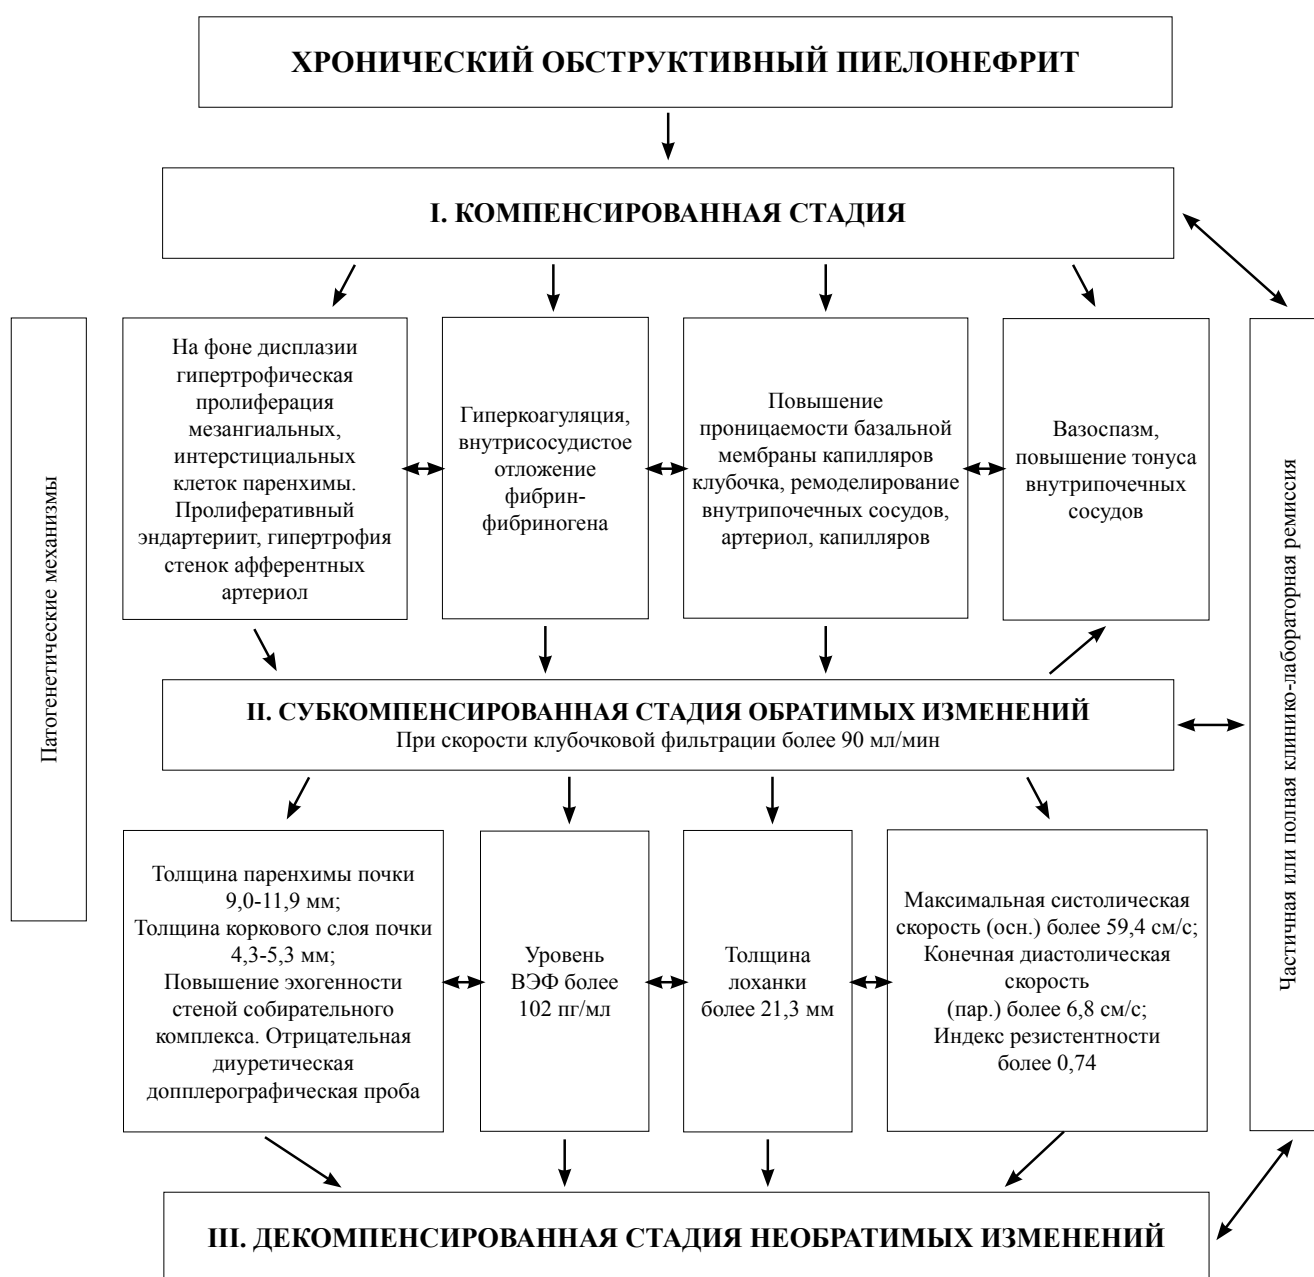 ХРОНИЧЕСКИЙ ОБСТРУКТИВНЫЙ ПИЕЛОНЕФРИТ
I. КОМПЕНСИРОВАННАЯ СТАДИЯ
Патогенетические механизмы
На фоне дисплазии
гипертрофическая
пролиферация
мезангиальных,
интерстициальных
клеток паренхимы.
Пролиферативный
эндартериит, гипертрофия
стенок афферентных
артериол
Гиперкоагуляция,
внутрисосудистое
отложение
фибрин-
фибриногена
Повышение
проницаемости базальной
мембраны капилляров
клубочка, ремоделирование
внутрипочечных сосудов,
артериол, капилляров
Вазоспазм,
повышение тонуса
внутрипочечных
сосудов
Частичная или полная клинико-лабораторная ремиссия
II. СУБКОМПЕНСИРОВАННАЯ СТАДИЯ ОБРАТИМЫХ ИЗМЕНЕНИЙ
При скорости клубочковой фильтрации более 90 мл/мин
Толщина паренхимы почки
9,0-11,9 мм;
Толщина коркового слоя почки
4,3-5,3 мм;
Повышение эхогенности
стеной собирательного
комплекса. Отрицательная
диуретическая
допплерографическая проба
Уровень
ВЭФ более
102 пг/мл
Толщина
лоханки
более 21,3 мм
Максимальная систолическая
скорость (осн.) более 59,4 см/с;
Конечная диастолическая
скорость
(пар.) более 6,8 см/с;
Индекс резистентности
более 0,74
III. ДЕКОМПЕНСИРОВАННАЯ СТАДИЯ НЕОБРАТИМЫХ ИЗМЕНЕНИЙ